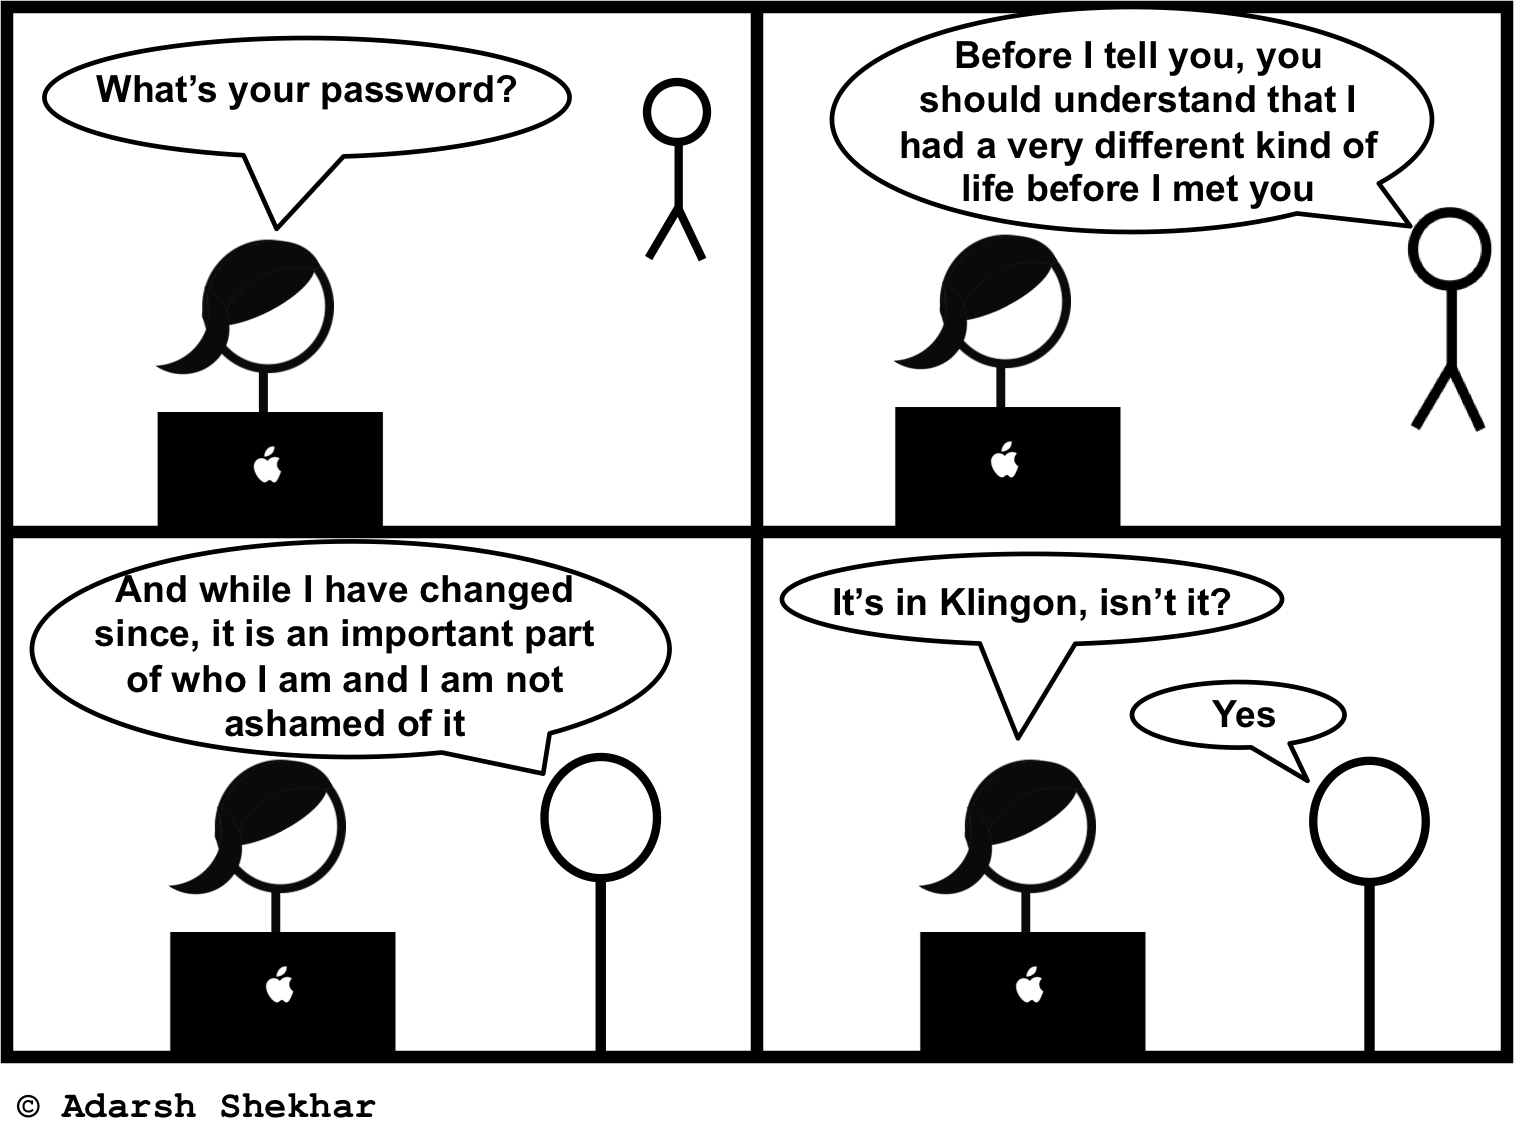 What’s your password?
Before I tell you, you
should understand that I
had a very different kind of
life before I met you
And while I have changed
since, it is an important part
of who I am and I am not
ashamed of it
It’s in Klingon, isn’t it?
Yes
© Adarsh Shekhar